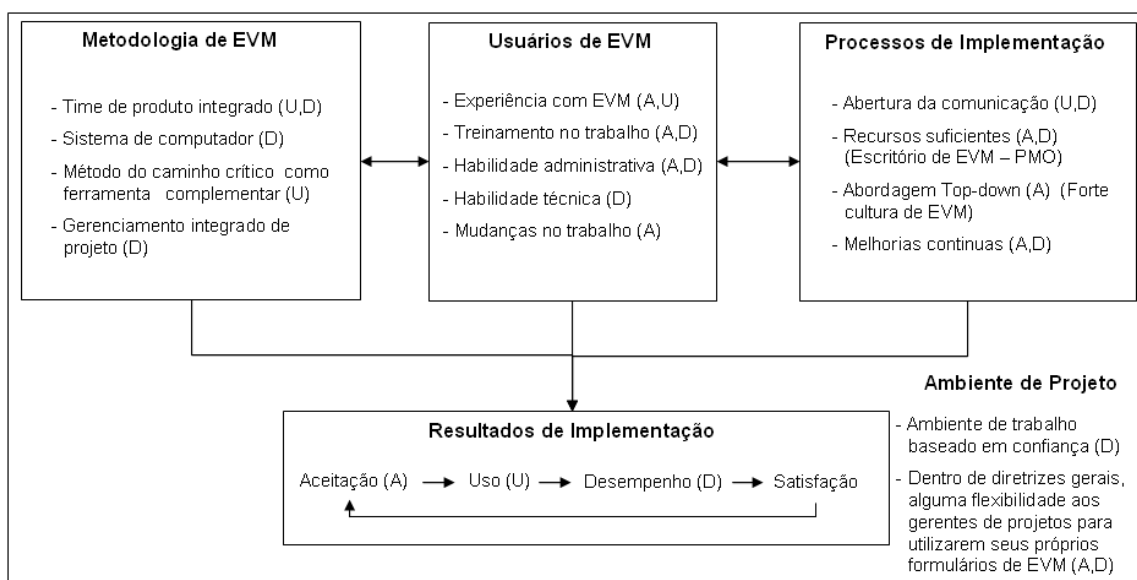 Metodologia de EVM
- Time de produto integrado (U,D)
- Sistema de computador (D)
- Método do caminho crítico como
ferramenta complementar (U)
- Gerenciamento integrado de
projeto (D)
Usuários de EVM
- Experiência com EVM (A,U)
- Treinamento no trabalho (A,D)
- Habilidade administrativa (A,D)
- Habilidade técnica (D)
- Mudanças no trabalho (A)
Processos de Implementação
- Abertura da comunicação (U,D)
- Recursos suficientes (A,D)
(Escritório de EVM – PMO)
- Abordagem Top-down (A) (Forte
cultura de EVM)
- Melhorias continuas (A,D)
Resultados de Implementação
Aceitação (A) Uso (U) Desempenho (D) Satisfação
Ambiente de Projeto
- Ambiente de trabalho
baseado em confiança (D)
- Dentro de diretrizes gerais,
alguma flexibilidade aos
gerentes de projetos para
utilizarem seus próprios
formulários de EVM (A,D)